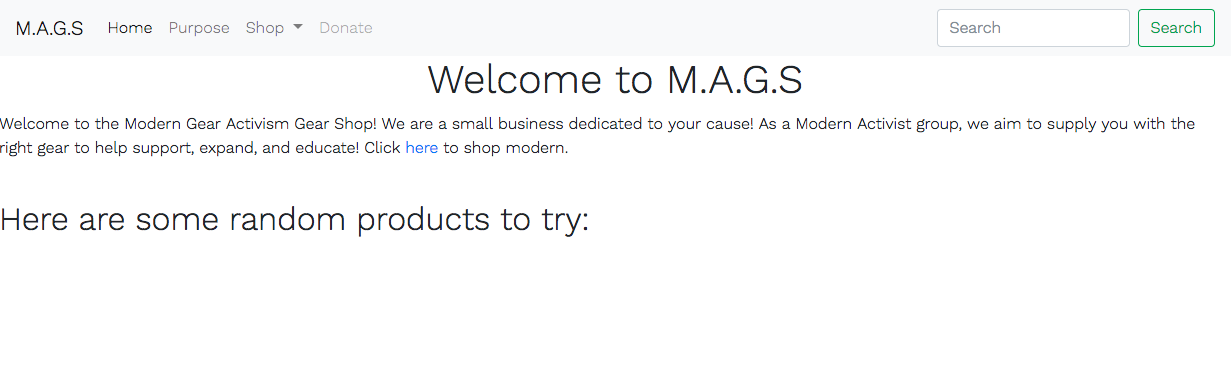 M.A.G.S Home Purpose Shop Donate Search Search
Welcome to M.A.G.S
Welcome to the Modern Gear Activism Gear Shop! We are a small business dedicated to your cause! As a Modern Activist group, we aim to supply you with the
right gear to help support, expand, and educate! Click here to shop modern.
Here are some random products to try: